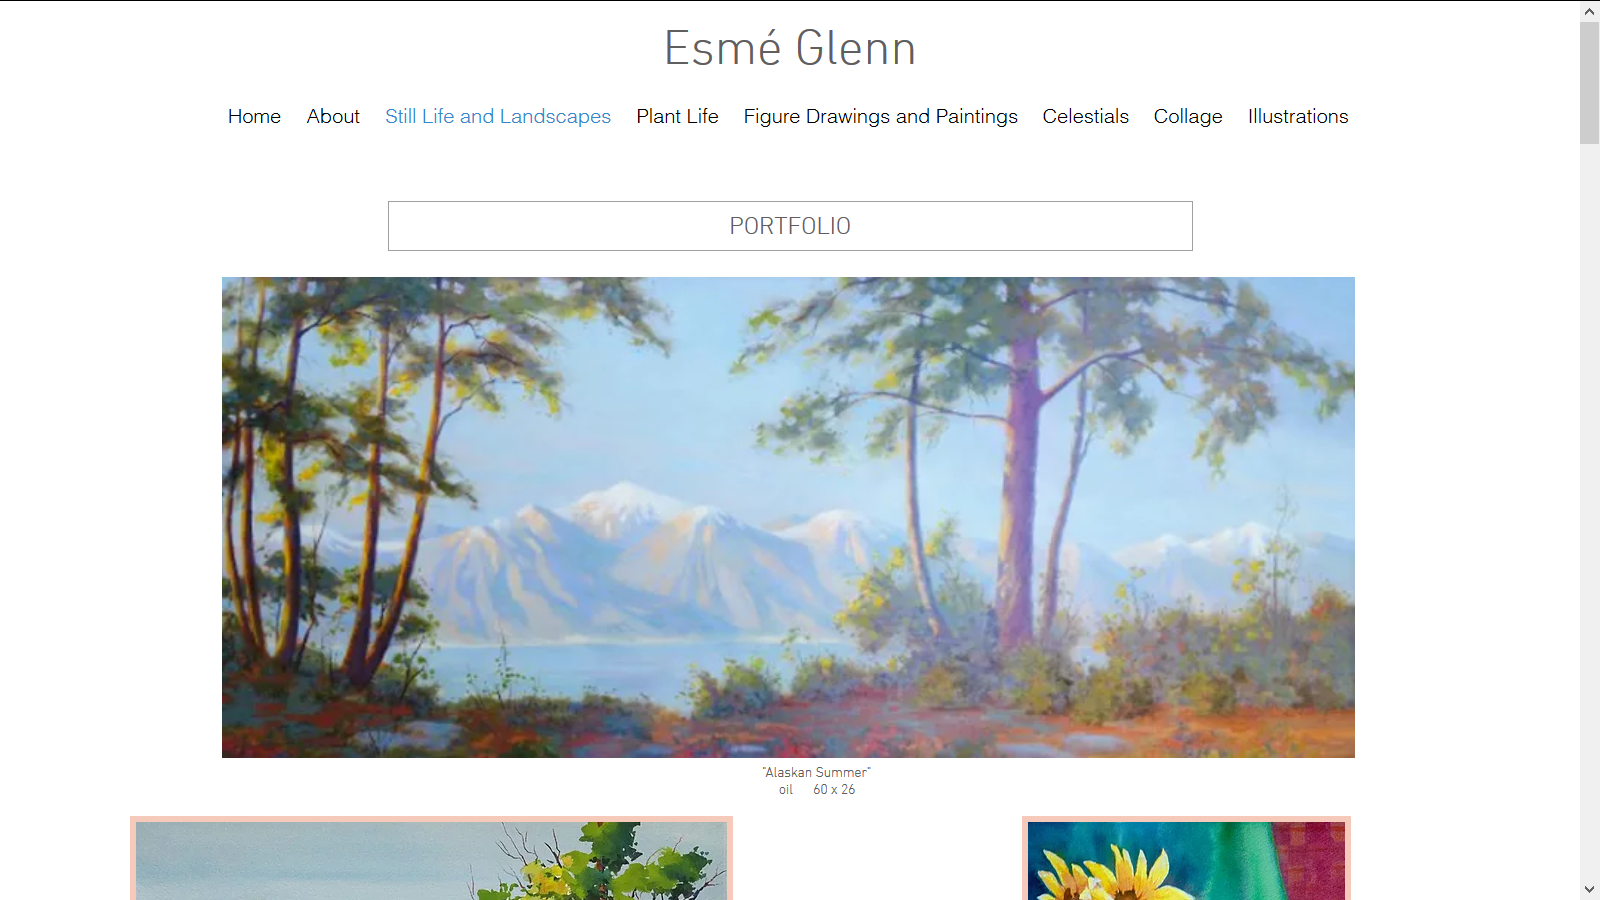 Esmé Glenn
Home About Still Life and Landscapes Plant Life Figure Drawings and Paintings Celestials Collage Illustrations
PORTFOLIO
"Alaskan Summer"
oil 60 x 26